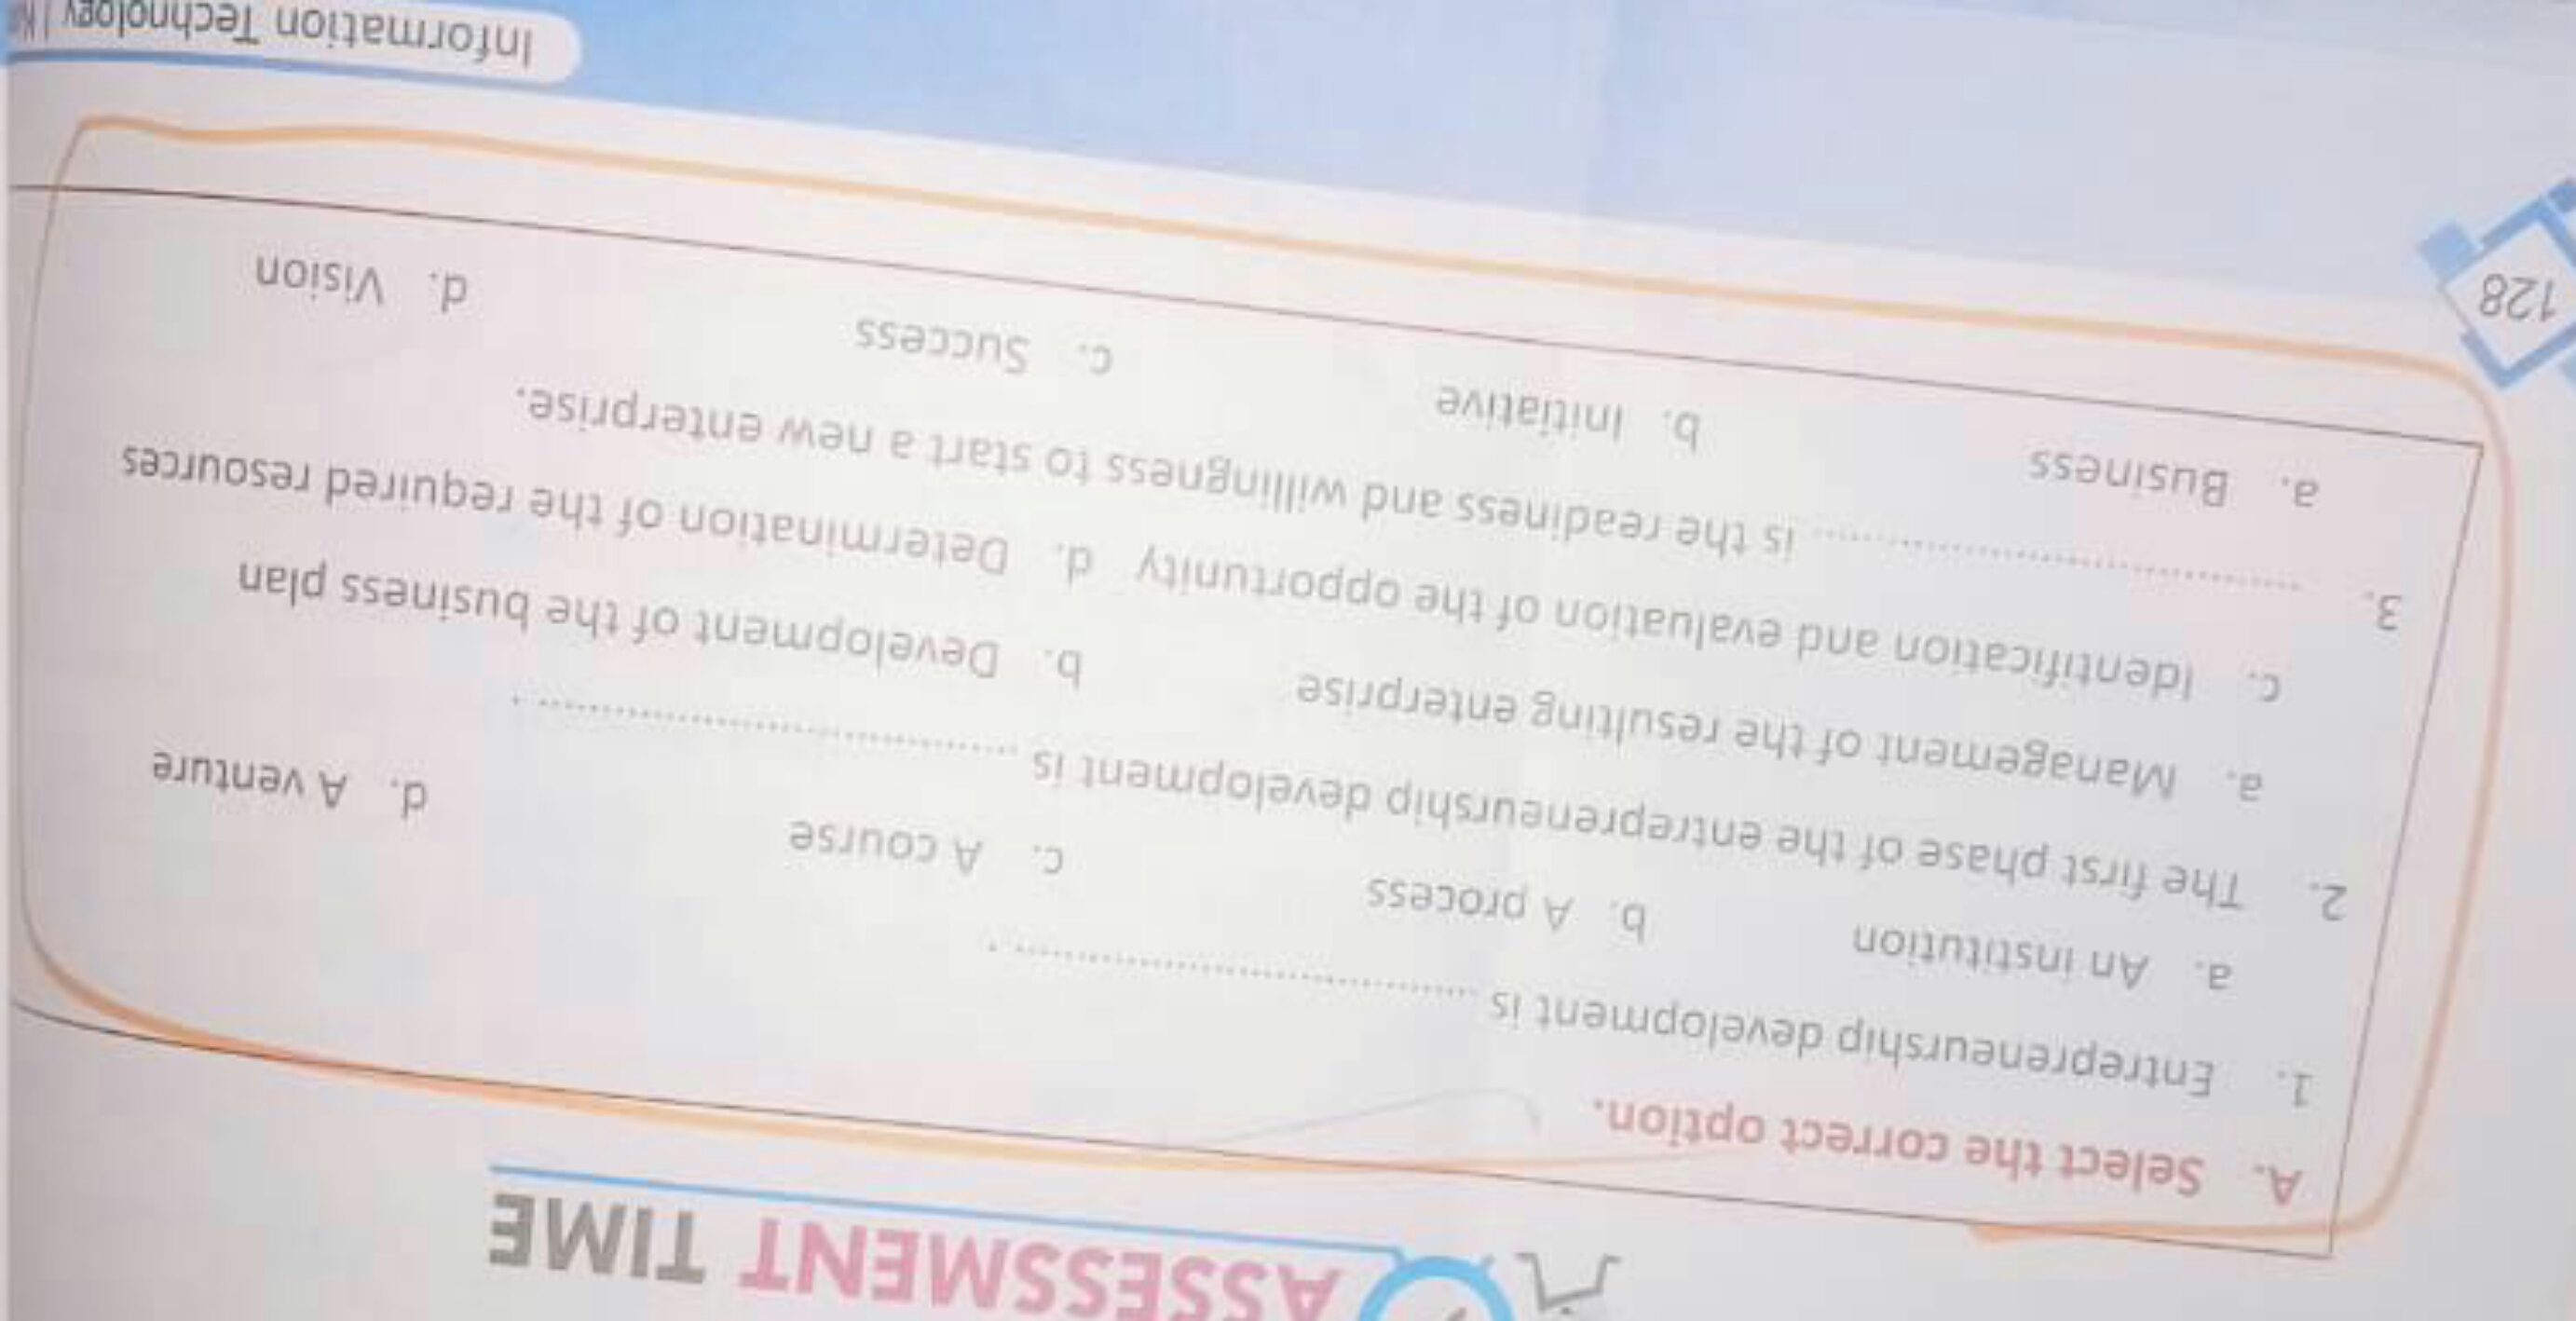 ASSESSMENT TIME
A. Select the correct option.
1. Entrepreneurship development is .................................... .
a. An institution b. A process c. A course d. A venture
2. The first phase of the entrepreneurship development is .................................... .
a. Management of the resulting enterprise b. Development of the business plan
c. Identification and evaluation of the opportunity d. Determination of the required resources
3. .................................... is the readiness and willingness to start a new enterprise.
a. Business b. Initiative c. Success d. Vision
128
Information Technology